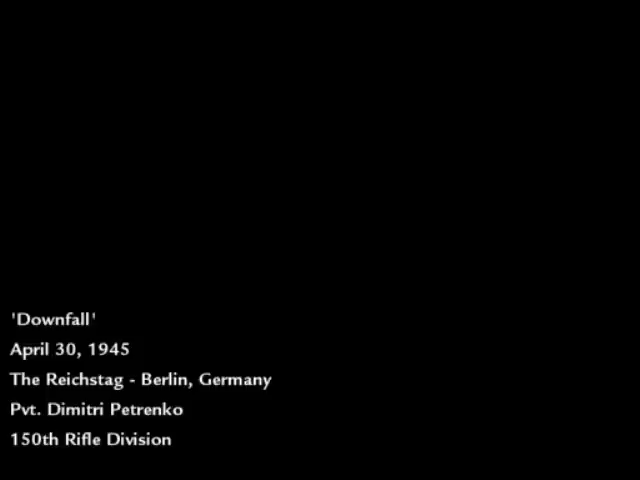 'Downfall'
April 30, 1945
The Reichstag - Berlin, Germany
Pvt. Dimitri Petrenko
150th Rifle Division